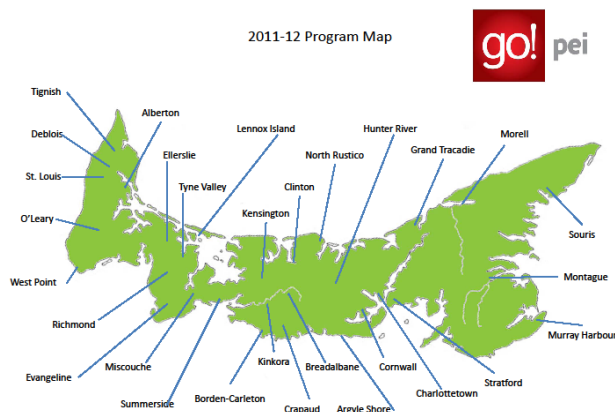 2011-12 Program Map
go! pei
Tignish
Alberton
Deblois
Lennox Island
Hunter River
Morell
Ellerslie
North Rustico
Grand Tracadie
St. Louis
Tyne Valley
Clinton
Kensington
O'Leary
Souris
West Point
Montague
Richmond
Murray Harbour
Miscouche
Kinkora
Breadalbane
Cornwall
Evangeline
Stratford
Charlottetown
Summerside
Borden-Carleton
Crapaud
Argyle Shore